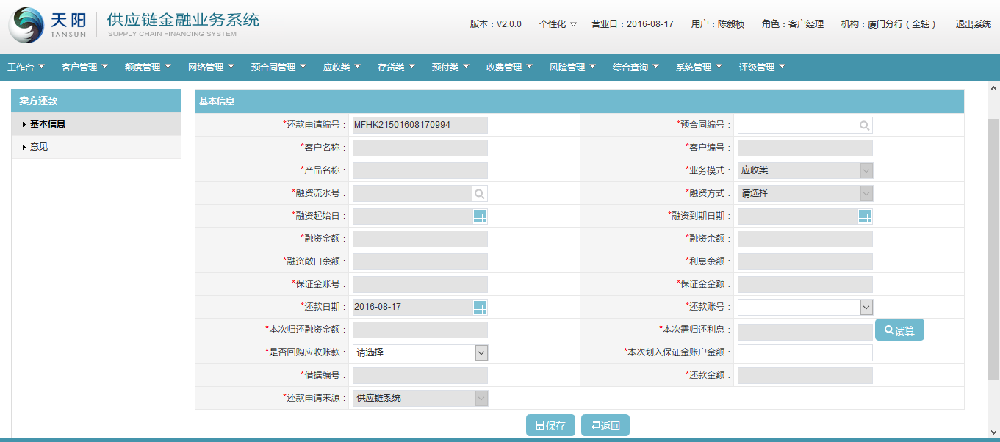 天阳 TANSUN 供应链金融业务系统 SUPPLY CHAIN FINANCING SYSTEM
版本：V2.0.0 个性化 营业日：2016-08-17 用户：陈毅桢 角色：客户经理 机构：厦门分行（全辖） 退出系统
工作台 客户管理 额度管理 网络管理 预合同管理 应收类 存货类 预付类 收费管理 风险管理 综合查询 系统管理 评级管理
卖方还款
基本信息
意见
基本信息
*还款申请编号： MFHK21501608170994 *预合同编号：
*客户名称： *客户编号：
*产品名称： *业务模式： 应收类
*融资流水号： *融资方式： 请选择
*融资起始日： *融资到期日期：
*融资金额： *融资余额：
*融资敞口余额： *利息余额：
*保证金账号： *保证金金额：
*还款日期： 2016-08-17 *还款账号：
*本次归还融资金额： *本次需归还利息： 试算
*是否回购应收账款： 请选择 *本次划入保证金账户金额：
*借据编号： *还款金额：
*还款申请来源： 供应链系统
保存 返回